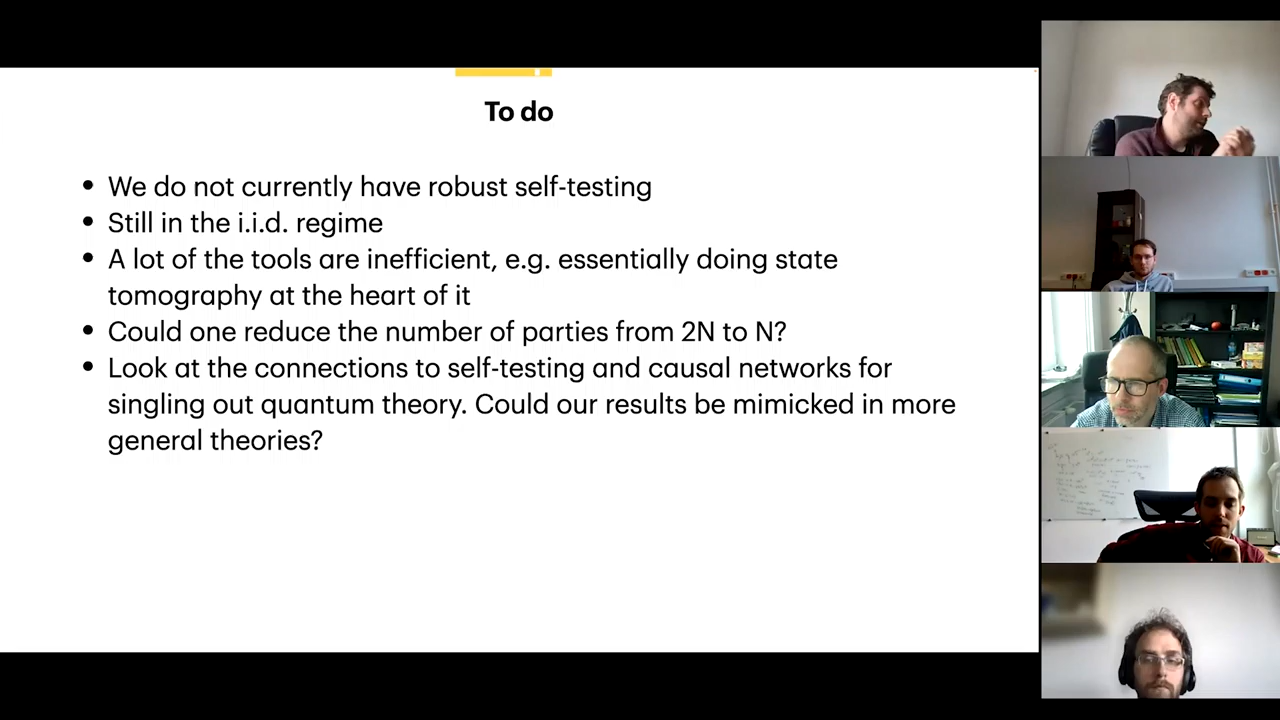 To do
• We do not currently have robust self-testing
• Still in the i.i.d. regime
• A lot of the tools are inefficient, e.g. essentially doing state
tomography at the heart of it
• Could one reduce the number of parties from 2N to N?
• Look at the connections to self-testing and causal networks for
singling out quantum theory. Could our results be mimicked in more
general theories?